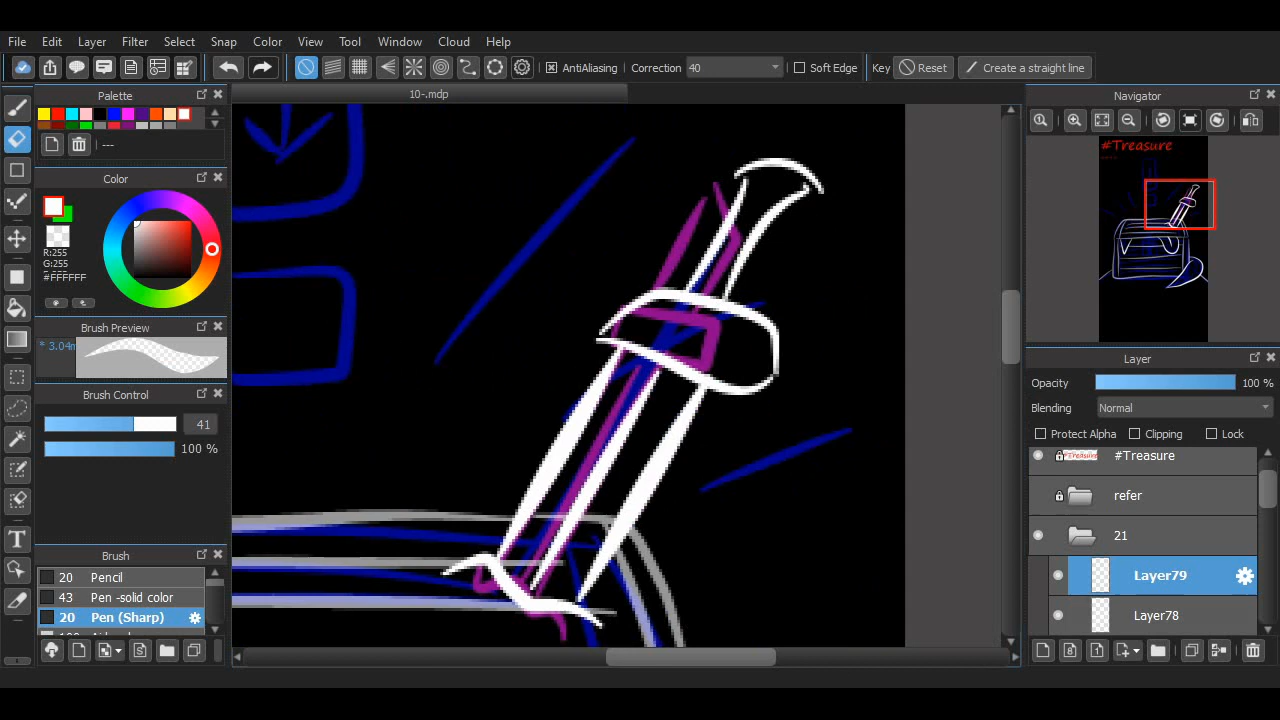 File Edit Layer Filter Select Snap Color View Tool Window Cloud Help
AntiAliasing Correction 40 Soft Edge Key Reset Create a straight line
Palette
10-.mdp
Navigator
---
#Treasure
Color
R:255
G:255
#FFFFFF
Brush Preview
* 3.04m
Brush Control
41
100 %
Layer
Opacity 100 %
Blending Normal
Protect Alpha Clipping Lock
#Treasure #Treasure
refer
21
Layer79
Layer78
Brush
20 Pencil
43 Pen -solid color
20 Pen (Sharp)